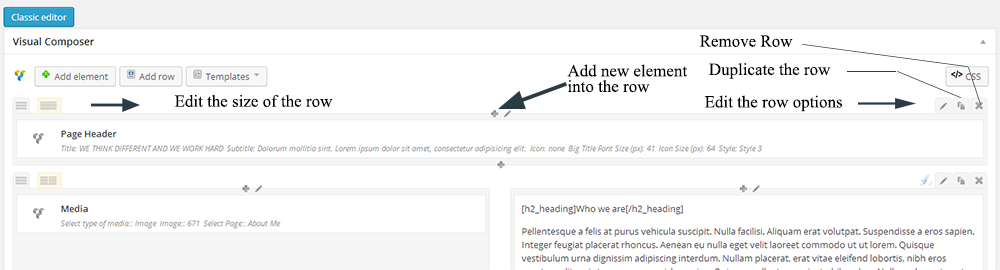 Classic editor
Visual Composer
Remove Row
Add element
Add row
Templates
Add new element
into the row
Duplicate the row
</> CSS
Edit the size of the row
Edit the row options
Page Header
Title: WE THINK DIFFERENT AND WE WORK HARD Subtitle: Dolorum mollitia sint. Lorem ipsum dolor sit amet, consectetur adipisicing elit. Icon: none Big Title Font Size (px): 41 Icon Size (px): 64 Style: Style 3
Media
Select type of media:: Image Image:: 671 Select Page:: About Me
[h2_heading]Who we are[/h2_heading]
Pellentesque a felis at purus vehicula suscipit. Nulla facilisi. Aliquam erat volutpat. Suspendisse a eros sapien.
Integer feugiat placerat rhoncus. Aenean eu nulla eget velit laoreet commodo ut ut lorem. Quisque
vestibulum urna dignissim adipiscing interdum. Nullam placerat, erat vitae eleifend lobortis, nibh eros